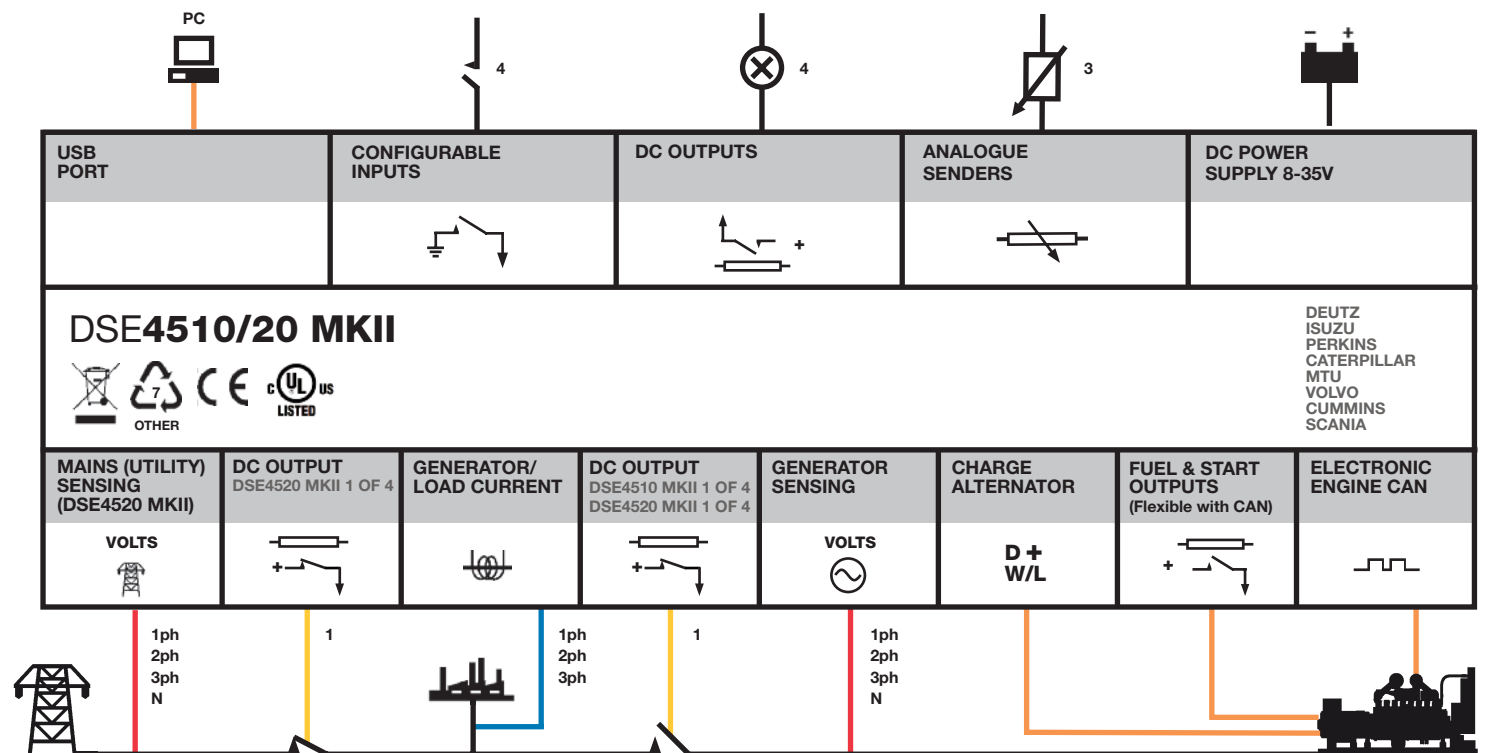 PC
4
4
3
– +
USB
PORT
CONFIGURABLE
INPUTS
DC OUTPUTS
ANALOGUE
SENDERS
DC POWER
SUPPLY 8-35V
+
DSE4510/20 MKII
7
OTHER
CE
C UL US
LISTED
DEUTZ
ISUZU
PERKINS
CATERPILLAR
MTU
VOLVO
CUMMINS
SCANIA
MAINS (UTILITY)
SENSING
(DSE4520 MKII)
VOLTS
DC OUTPUT
DSE4520 MKII 1 OF 4
+
GENERATOR/
LOAD CURRENT
DC OUTPUT
DSE4510 MKII 1 OF 4
DSE4520 MKII 1 OF 4
+
GENERATOR
SENSING
VOLTS
CHARGE
ALTERNATOR
D +
W/L
FUEL & START
OUTPUTS
(Flexible with CAN)
+
ELECTRONIC
ENGINE CAN
1ph
2ph
3ph
N
1
1ph
2ph
3ph
1
1ph
2ph
3ph
N